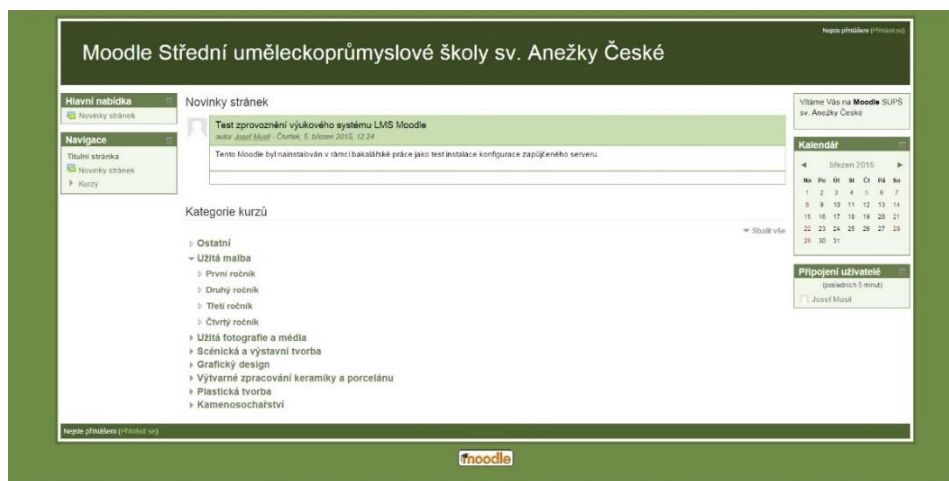 Nejste přihlášeni (Přihlásit se)
Moodle Střední uměleckoprůmyslové školy sv. Anežky České
Hlavní nabídka
Novinky stránek
Navigace
Titulní stránka
Novinky stránek
Kurzy
Novinky stránek
Test zprovoznění výukového systému LMS Moodle
autor Josef Musil - Čtvrtek, 5. březen 2015, 12.24
Tento Moodle byl nainstalován v rámci bakalářské práce jako test instalace konfigurace zapůjčeného serveru.
Kategorie kurzů
Sbalit vše
Ostatní
Užitá malba
První ročník
Druhý ročník
Třetí ročník
Čtvrtý ročník
Užitá fotografie a média
Scénická a výstavní tvorba
Grafický design
Výtvarné zpracování keramiky a porcelánu
Plastická tvorba
Kamenosochařství
Vítáme Vás na Moodle SUPŠ
sv. Anežky České
Kalendář
březen 2015
Ne Po Út St Čt Pá So
1 2 3 4 5 6 7
8 9 10 11 12 13 14
15 16 17 18 19 20 21
22 23 24 25 26 27 28
29 30 31
Připojení uživatelé
(posledních 5 minut)
Josef Musil
Nejste přihlášeni (Přihlásit se)
moodle